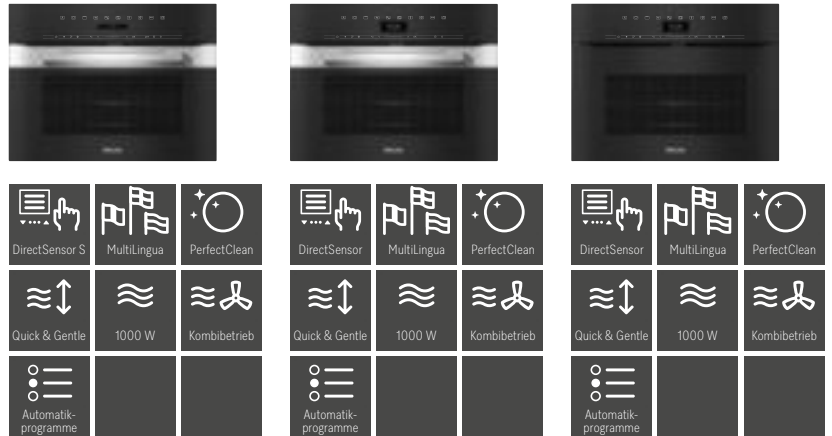 DirectSensor S MultiLingua PerfectClean
DirectSensor MultiLingua PerfectClean
DirectSensor MultiLingua PerfectClean
Quick & Gentle 1000 W Kombibetrieb
Quick & Gentle 1000 W Kombibetrieb
Quick & Gentle 1000 W Kombibetrieb
Automatik-
programme
Automatik-
programme
Automatik-
programme